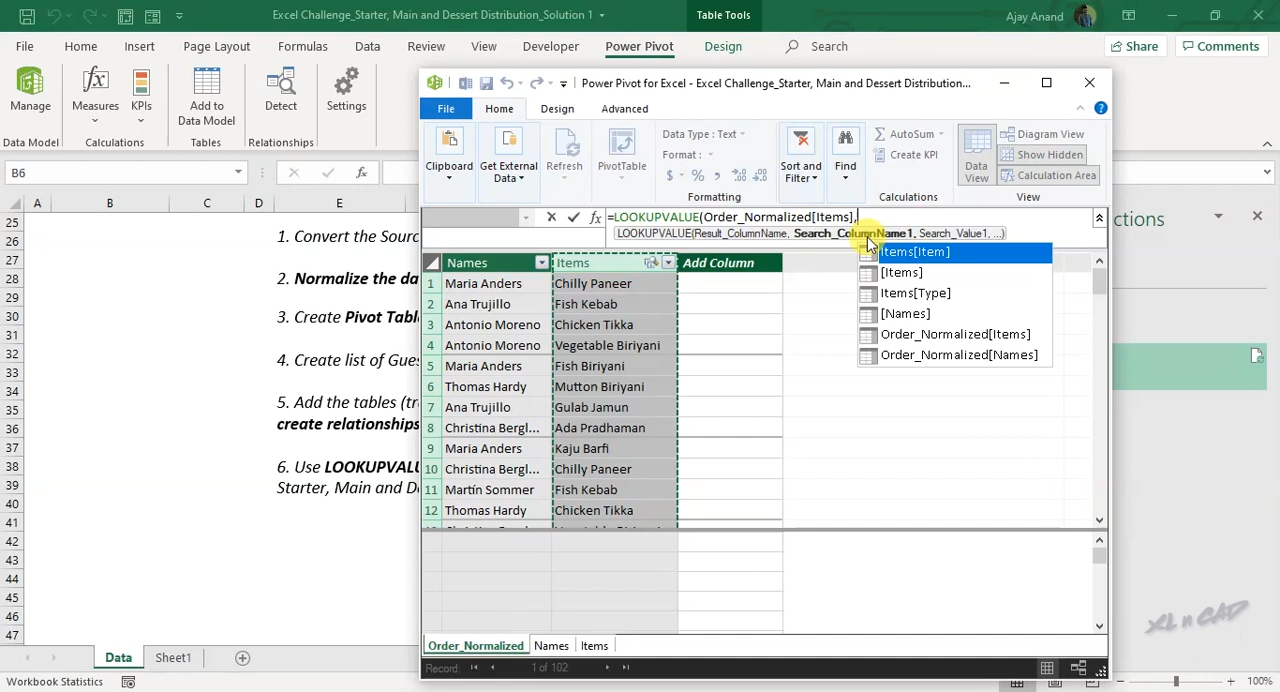 Excel Challenge_Starter, Main and Dessert Distribution_Solution 1
Table Tools
Ajay Anand
File Home Insert Page Layout Formulas Data Review View Developer Power Pivot Design Search Share Comments
Manage
Measures
KPIs
Add to
Data Model
Detect
Settings
Data Model
Calculations
Tables
Relationships
Power Pivot for Excel - Excel Challenge_Starter, Main and Dessert Distribution...
File Home Design Advanced
Clipboard
Get External
Data
Refresh
PivotTable
Data Type : Text
Format :
$ % ,
Formatting
Sort and
Filter
Find
AutoSum
Create KPI
Calculations
Data
View
Diagram View
Show Hidden
Calculation Area
View
B6
=LOOKUPVALUE(Order_Normalized[Items],
LOOKUPVALUE(Result_ColumnName, Search_ColumnName1, Search_Value1, ...)
Items[Item]
[Items]
Items[Type]
[Names]
Order_Normalized[Items]
Order_Normalized[Names]
Names Items Add Column
1 Maria Anders Chilly Paneer
2 Ana Trujillo Fish Kebab
3 Antonio Moreno Chicken Tikka
4 Antonio Moreno Vegetable Biriyani
5 Maria Anders Fish Biriyani
6 Thomas Hardy Mutton Biriyani
7 Ana Trujillo Gulab Jamun
8 Christina Bergl... Ada Pradhaman
9 Maria Anders Kaju Barfi
10 Christina Bergl... Chilly Paneer
11 Martín Sommer Fish Kebab
12 Thomas Hardy Chicken Tikka
Order_Normalized Names Items
Record: 1 of 102
A B C D E
25
26
27
28
29
30
31
32
33
34
35
36
37
38
39
40
41
42
43
44
45
46
47
1. Convert the Sourc
2. Normalize the da
3. Create Pivot Tabl
4. Create list of Gues
5. Add the tables (tr
create relationships
6. Use LOOKUPVALU
Starter, Main and De
ections
XL n CAD
Data Sheet1
Workbook Statistics
100%